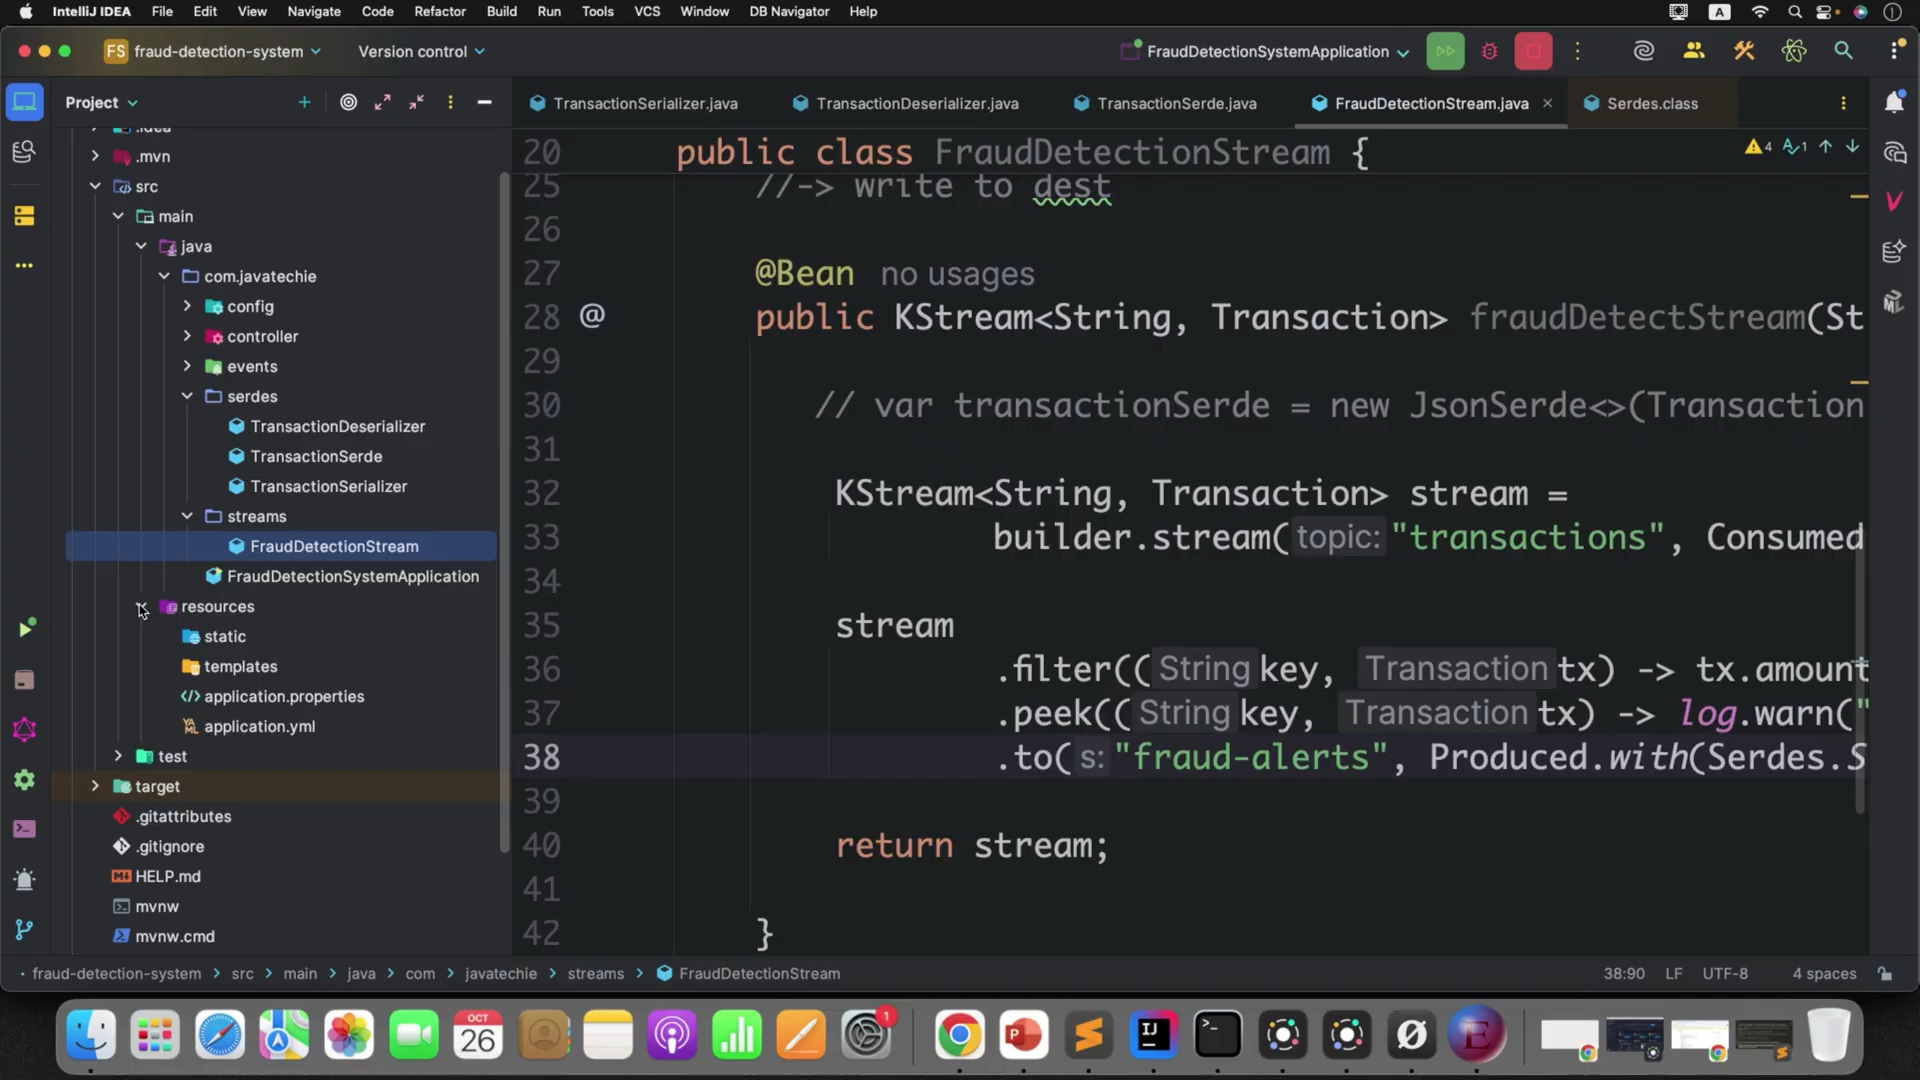 IntelliJ IDEA File Edit View Navigate Code Refactor Build Run Tools VCS Window DB Navigator Help A
FS fraud-detection-system Version control FraudDetectionSystemApplication
Project
TransactionSerializer.java TransactionDeserializer.java TransactionSerde.java FraudDetectionStream.java Serdes.class
.idea
.mvn
src
main
java
com.javatechie
config
controller
events
serdes
TransactionDeserializer
TransactionSerde
TransactionSerializer
streams
FraudDetectionStream
FraudDetectionSystemApplication
resources
static
templates
application.properties
application.yml
test
target
.gitattributes
.gitignore
HELP.md
mvnw
mvnw.cmd
20 public class FraudDetectionStream {
4 1
25 //-> write to dest
26
27 @Bean no usages
28 @ public KStream<String, Transaction> fraudDetectStream(St
29
30 // var transactionSerde = new JsonSerde<>(Transaction
31
32 KStream<String, Transaction> stream =
33 builder.stream( topic: "transactions", Consumed
34
35 stream
36 .filter(( String key, Transaction tx) -> tx.amount
37 .peek(( String key, Transaction tx) -> log.warn("
38 .to( s: "fraud-alerts", Produced.with(Serdes.S
39
40 return stream;
41
42 }
fraud-detection-system > src > main > java > com > javatechie > streams > FraudDetectionStream 38:90 LF UTF-8 4 spaces
OCT
26
1